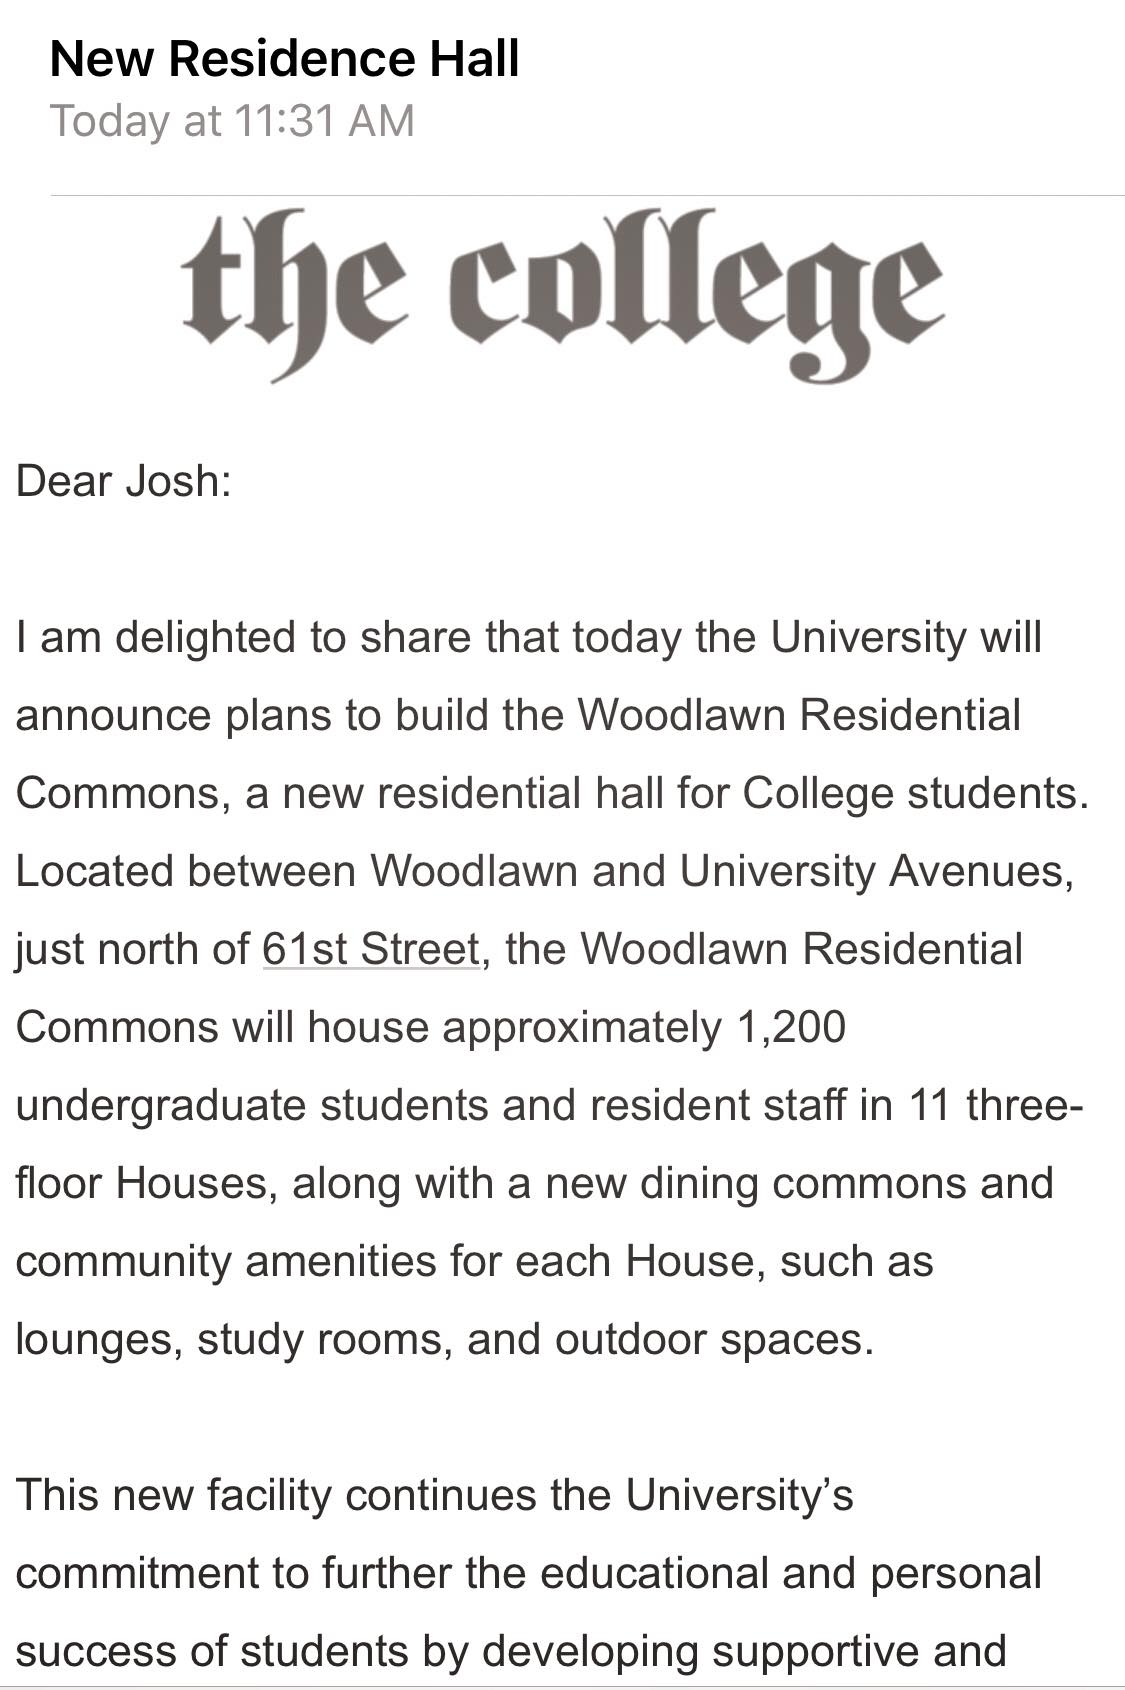 New Residence Hall
Today at 11:31 AM
the college
Dear Josh:
I am delighted to share that today the University will
announce plans to build the Woodlawn Residential
Commons, a new residential hall for College students.
Located between Woodlawn and University Avenues,
just north of 61st Street, the Woodlawn Residential
Commons will house approximately 1,200
undergraduate students and resident staff in 11 three-
floor Houses, along with a new dining commons and
community amenities for each House, such as
lounges, study rooms, and outdoor spaces.
This new facility continues the University’s
commitment to further the educational and personal
success of students by developing supportive and